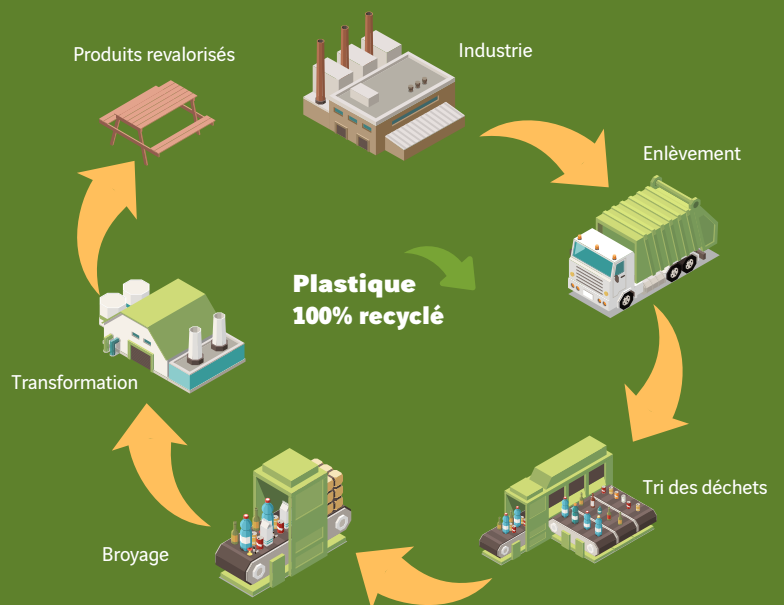 Produits revalorisés
Industrie
Enlèvement
Plastique
100% recyclé
Transformation
Tri des déchets
Broyage